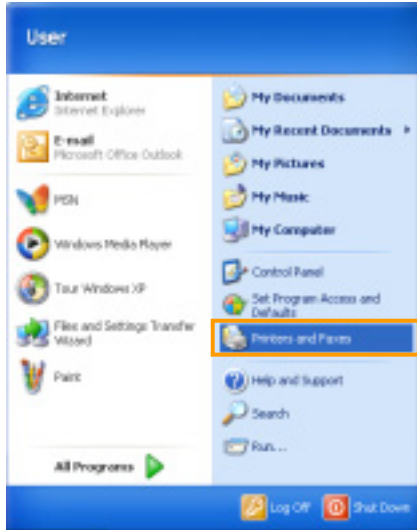 User
Internet
Internet Explorer
E-mail
Microsoft Office Outlook
MSN
Windows Media Player
Tour Windows XP
Files and Settings Transfer
Wizard
Paint
All Programs
My Documents
My Recent Documents
My Pictures
My Music
My Computer
Control Panel
Set Program Access and
Defaults
Printers and Faxes
Help and Support
Search
Run...
Log Off
Shut Down